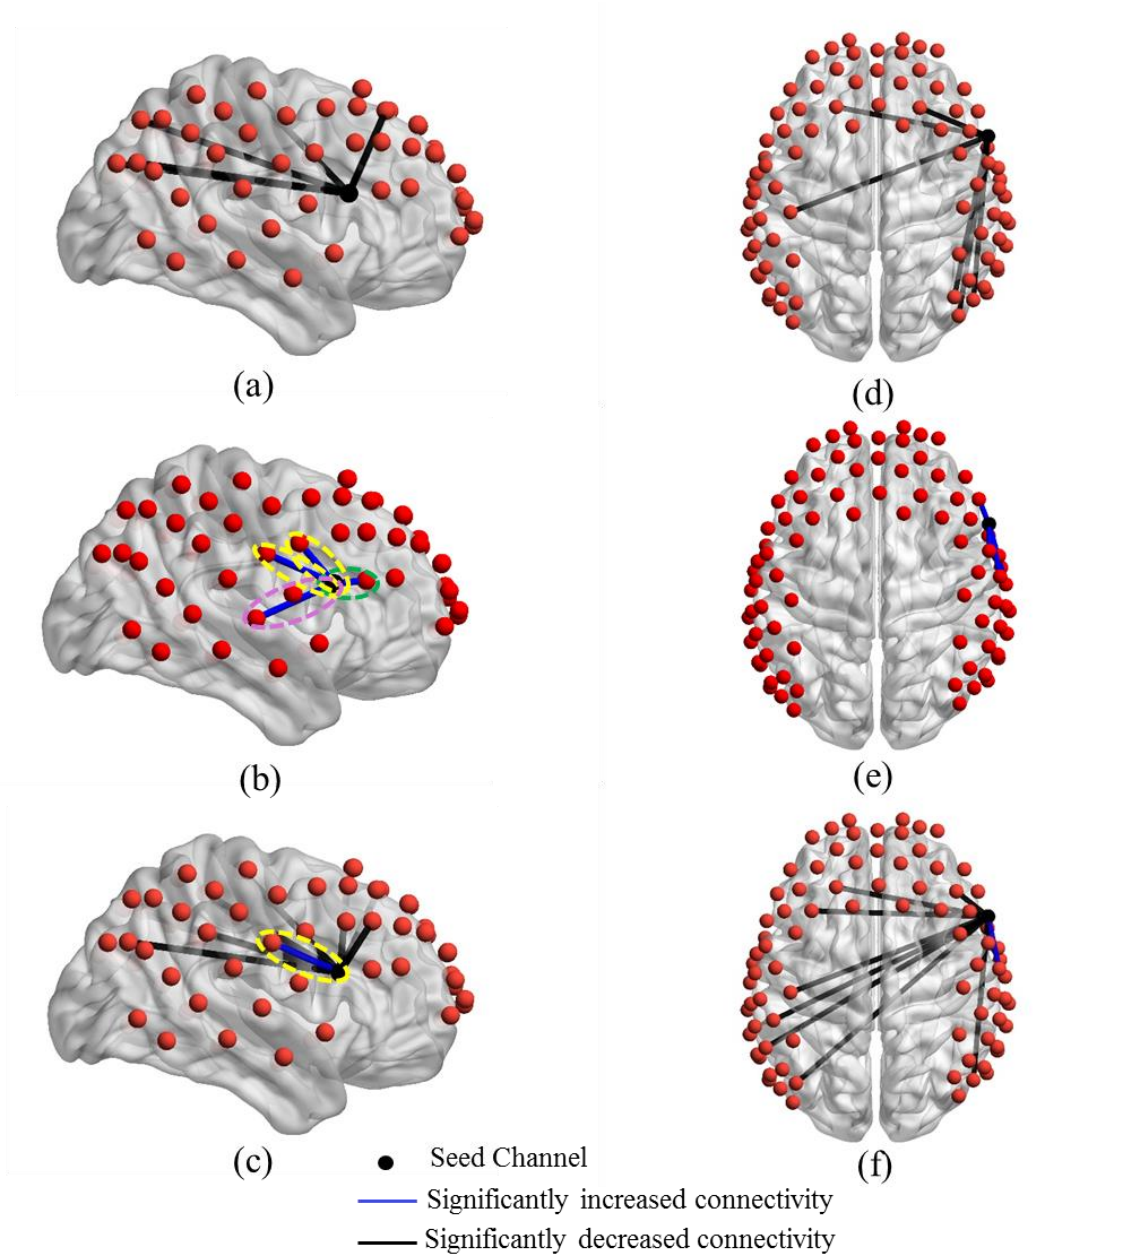 (a)
(d)
(b)
(e)
(c)
(f)
Seed Channel
Significantly increased connectivity
Significantly decreased connectivity